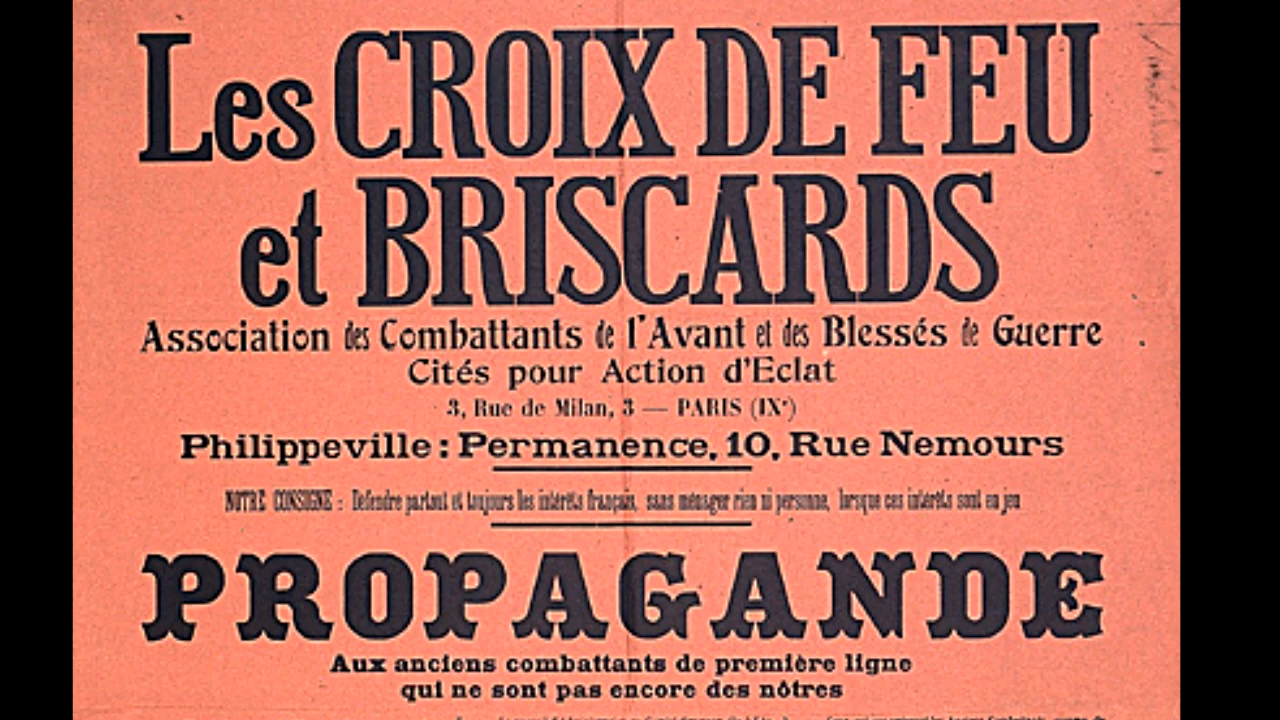 Les CROIX DE FEU
et BRISCARDS
Association des Combattants de l'Avant et des Blessés de Guerre
Cités pour Action d'Eclat
3, Rue de Milan, 3 — PARIS (IXᵉ)
Philippeville : Permanence, 10, Rue Nemours
NOTRE CONSIGNE : Défendre partout et toujours les intérêts français, sans ménager rien ni personne, lorsque ces intérêts sont en jeu
PROPAGANDE
Aux anciens combattants de première ligne
qui ne sont pas encore des nôtres